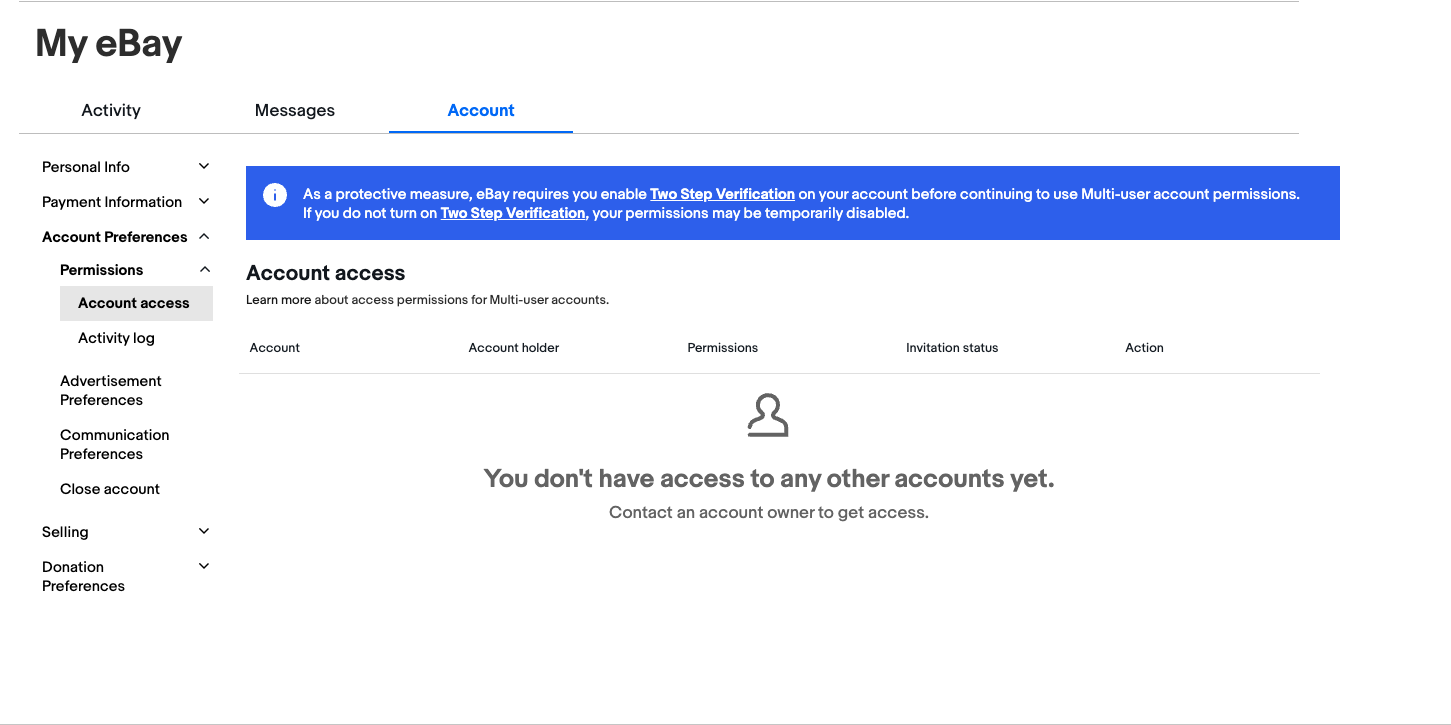 My eBay
Activity
Messages
Account
Personal Info
Payment Information
Account Preferences
Permissions
Account access
Activity log
Advertisement
Preferences
Communication
Preferences
Close account
Selling
Donation
Preferences
As a protective measure, eBay requires you enable Two Step Verification on your account before continuing to use Multi-user account permissions.
If you do not turn on Two Step Verification, your permissions may be temporarily disabled.
Account access
Learn more about access permissions for Multi-user accounts.
Account
Account holder
Permissions
Invitation status
Action
You don't have access to any other accounts yet.
Contact an account owner to get access.